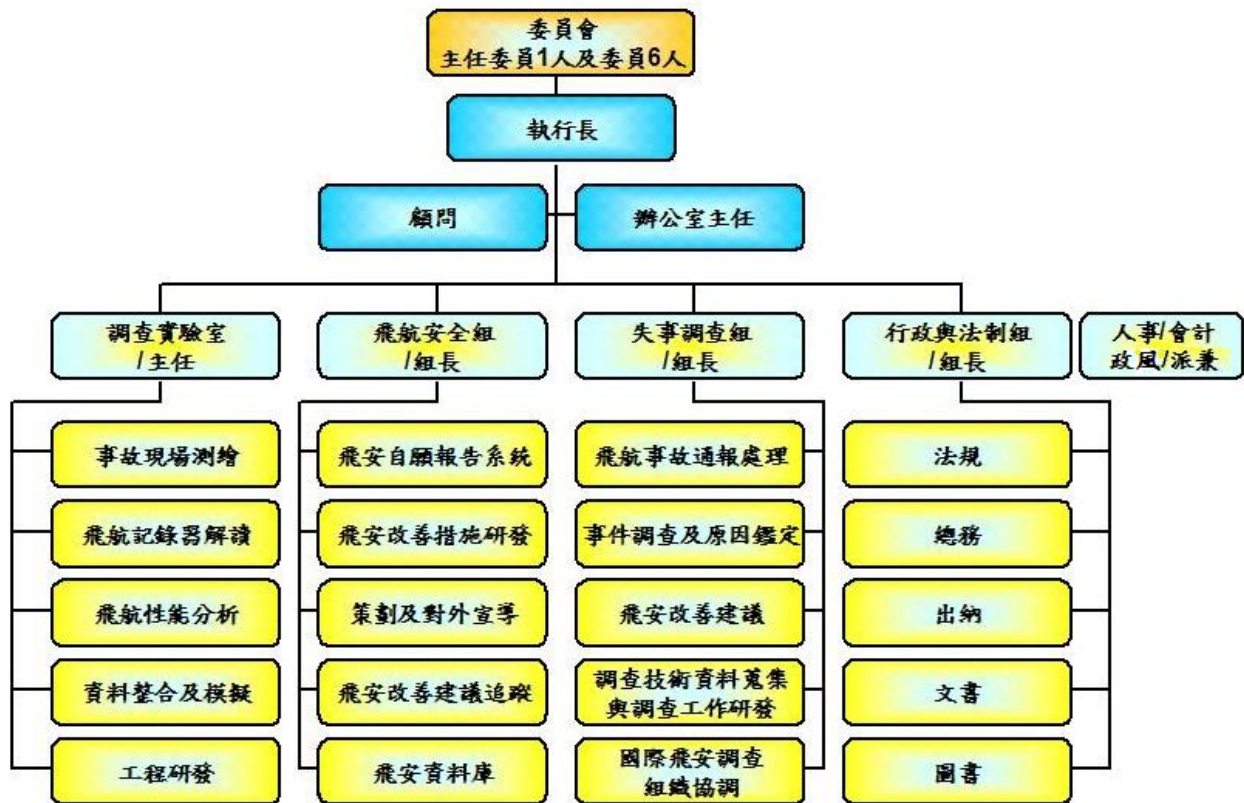 委員會
主任委員1人及委員6人
執行長
顧問
辦公室主任
調查實驗室
/主任
飛航安全組
/組長
失事調查組
/組長
行政與法制組
/組長
人事/會計
政風/派兼
事故現場測繪
飛航記錄器解讀
飛航性能分析
資料整合及模擬
工程研發
飛安自願報告系統
飛安改善措施研發
策劃及對外宣導
飛安改善建議追蹤
飛安資料庫
飛航事故通報處理
事件調查及原因鑑定
飛安改善建議
調查技術資料蒐集
與調查工作研發
國際飛安調查
組織協調
法規
總務
出納
文書
圖書